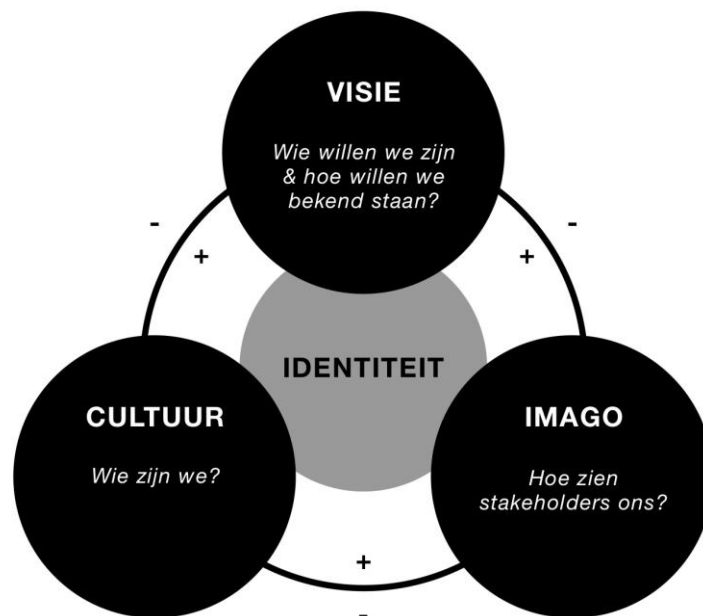 VISIE
Wie willen we zijn
& hoe willen we
bekend staan?
-
-
+
+
IDENTITEIT
CULTUUR
Wie zijn we?
IMAGO
Hoe zien
stakeholders ons?
+
-